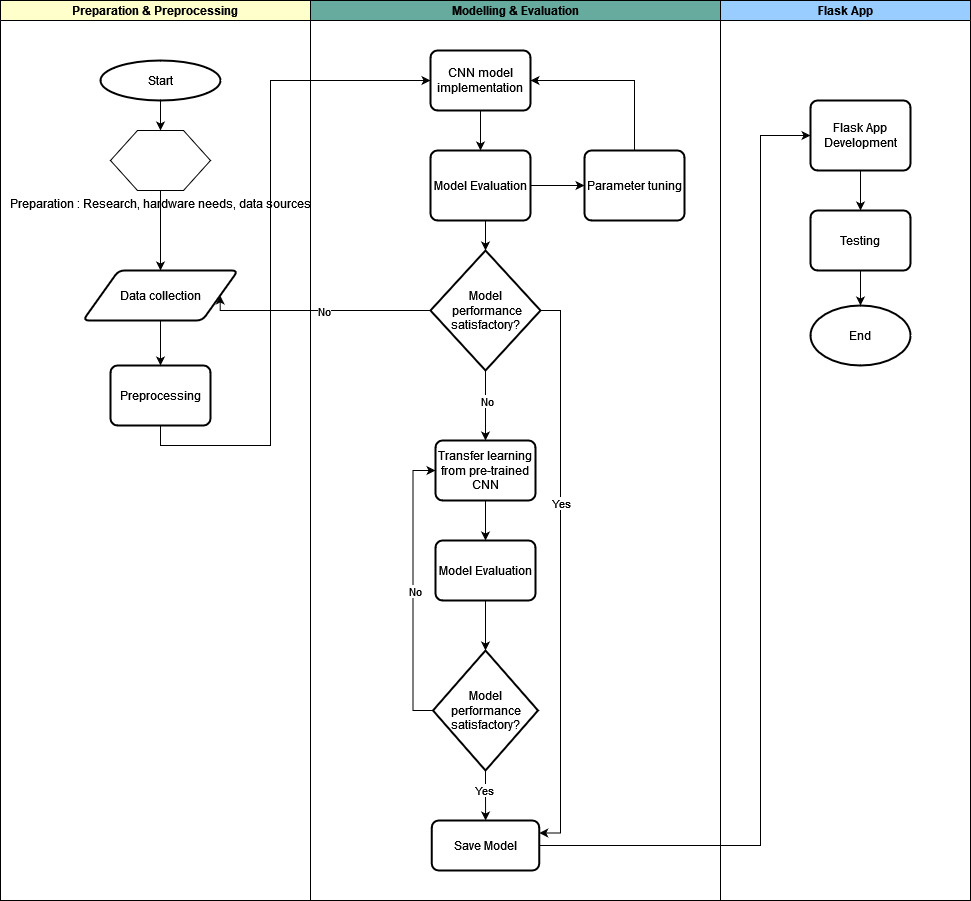 Preparation & Preprocessing
Modelling & Evaluation
Flask App
Start
Preparation : Research, hardware needs, data sources
Data collection
Preprocessing
CNN model
implementation
Model Evaluation
Parameter tuning
Model
performance
satisfactory?
No
No
Yes
Transfer learning
from pre-trained
CNN
Model Evaluation
No
Model
performance
satisfactory?
Yes
Save Model
Flask App
Development
Testing
End